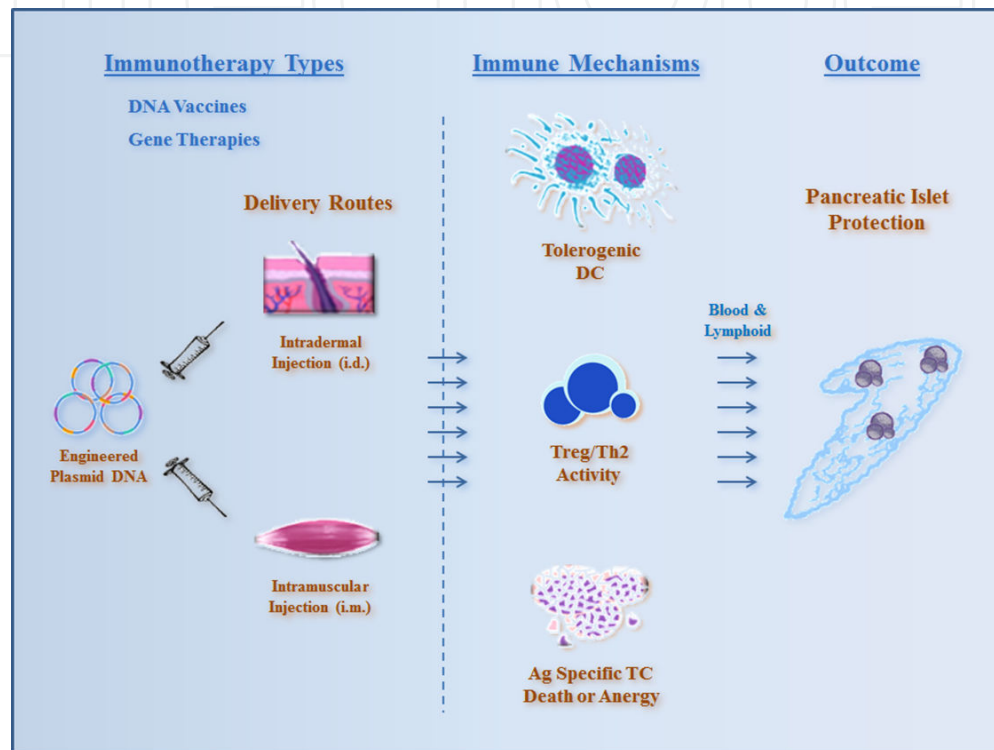 Immunotherapy Types
DNA Vaccines
Gene Therapies
Delivery Routes
Intradermal
Injection (i.d.)
Engineered
Plasmid DNA
Intramuscular
Injection (i.m.)
Immune Mechanisms
Tolerogenic
DC
Treg/Th2
Activity
Ag Specific TC
Death or Anergy
Blood &
Lymphoid
Outcome
Pancreatic Islet
Protection